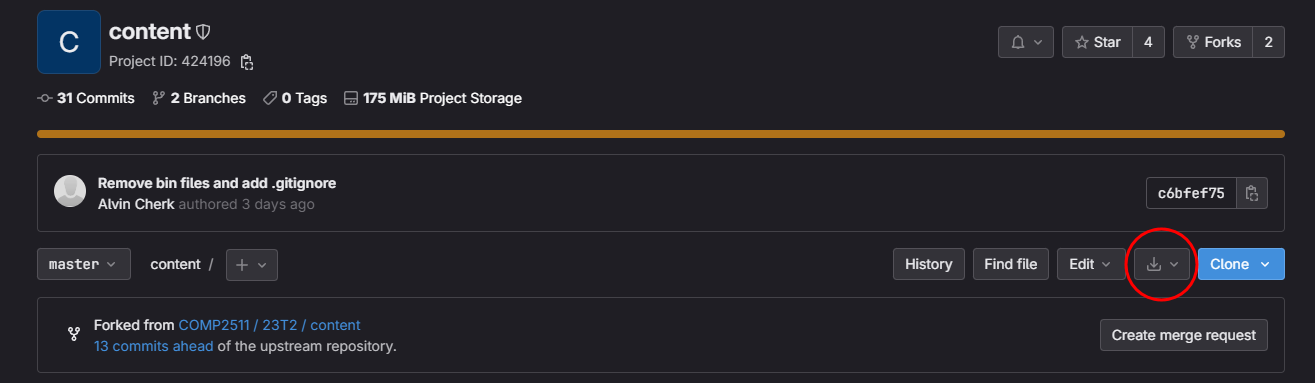 C
content
Project ID: 424196
Star 4
Forks 2
31 Commits 2 Branches 0 Tags 175 MiB Project Storage
Remove bin files and add .gitignore
Alvin Cherk authored 3 days ago
c6bfef75
master content / + History Find file Edit Clone
Forked from COMP2511 / 23T2 / content
13 commits ahead of the upstream repository.
Create merge request